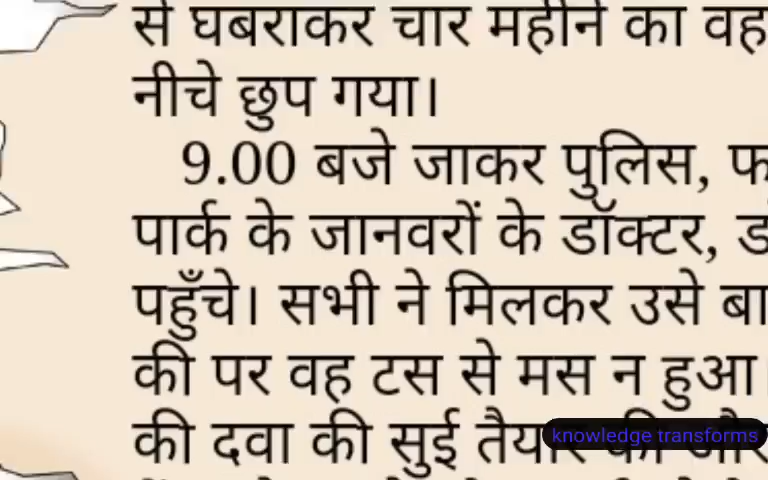 से घबराकर चार महीने का वह
नीचे छुप गया।
9.00 बजे जाकर पुलिस,
पार्क के जानवरों के डॉक्टर,
पहुँचे। सभी ने मिलकर उसे
की पर वह टस से मस न हुआ।
की दवा की सुई तैयार की और
knowledge transforms